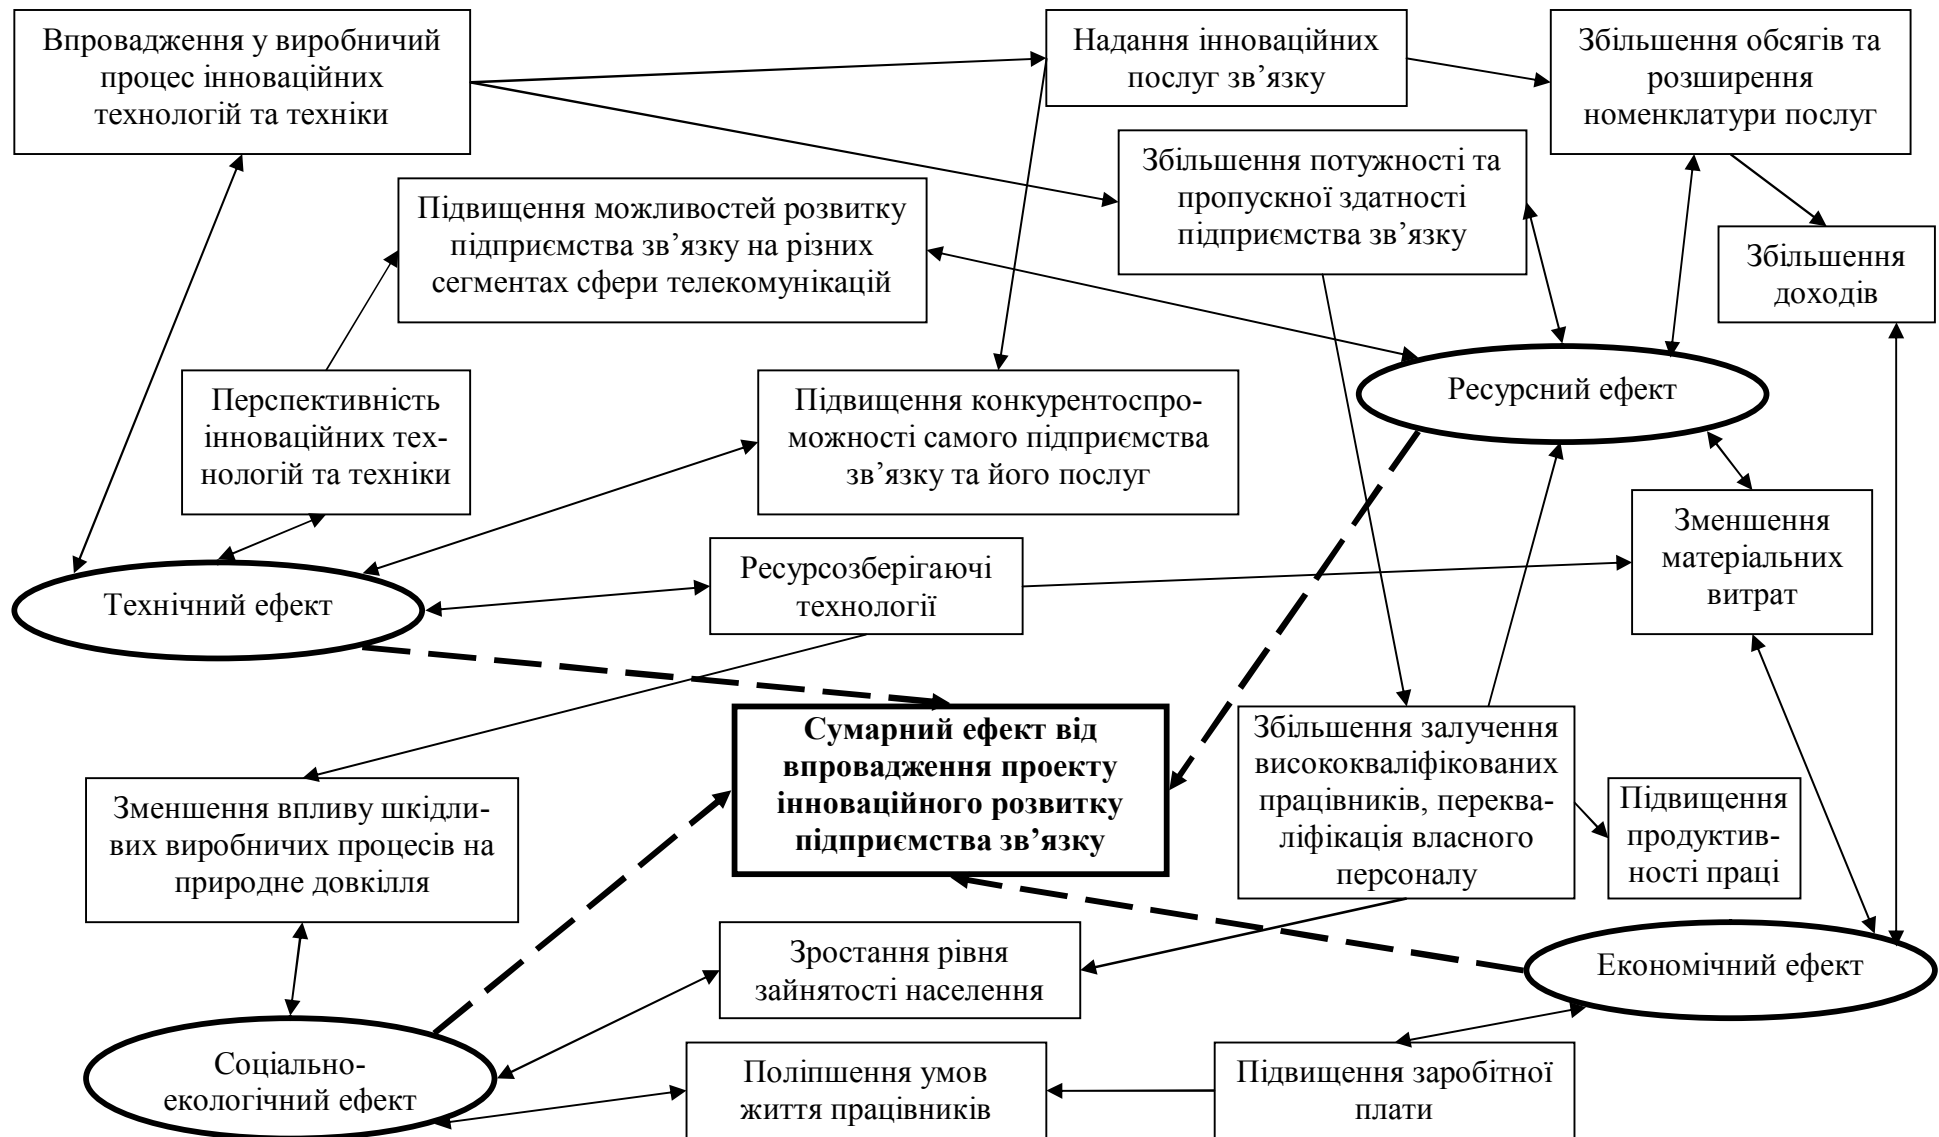 Впровадження у виробничий
процес інноваційних
технологій та техніки
Надання інноваційних
послуг зв’язку
Збільшення обсягів та
розширення
номенклатури послуг
Збільшення потужності та
пропускної здатності
підприємства зв’язку
Підвищення можливостей розвитку
підприємства зв’язку на різних
сегментах сфери телекомунікацій
Збільшення
доходів
Перспективність
інноваційних тех-
нологій та техніки
Підвищення конкурентоспро-
можності самого підприємства
зв’язку та його послуг
Ресурсний ефект
Зменшення
матеріальних
витрат
Ресурсозберігаючі
технології
Технічний ефект
Сумарний ефект від
впровадження проекту
інноваційного розвитку
підприємства зв’язку
Збільшення залучення
висококваліфікованих
працівників, переква-
ліфікація власного
персоналу
Підвищення
продуктив-
ності праці
Зменшення впливу шкідли-
вих виробничих процесів на
природне довкілля
Зростання рівня
зайнятості населення
Економічний ефект
Соціально-
екологічний ефект
Поліпшення умов
життя працівників
Підвищення заробітної
плати